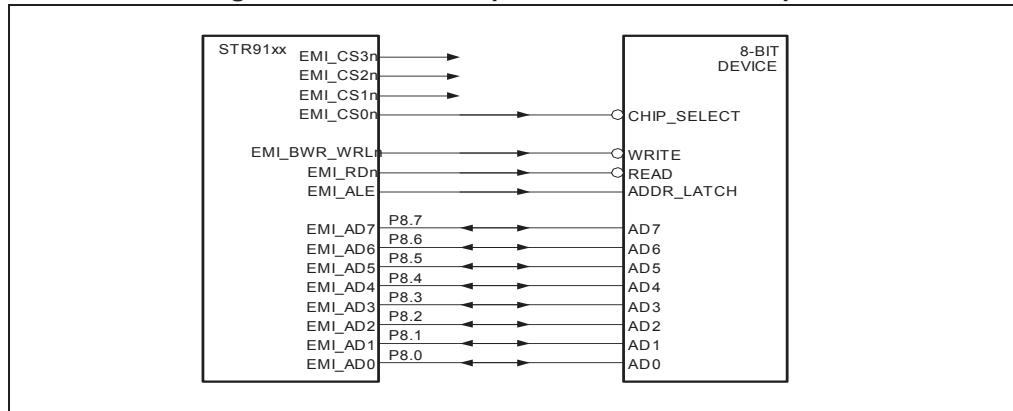 STR91xx
8-BIT
DEVICE
EMI_CS3n
EMI_CS2n
EMI_CS1n
EMI_CS0n
CHIP_SELECT
EMI_BWR_WRLn
WRITE
EMI_RDn
READ
EMI_ALE
ADDR_LATCH
EMI_AD7 P8.7 AD7
EMI_AD6 P8.6 AD6
EMI_AD5 P8.5 AD5
EMI_AD4 P8.4 AD4
EMI_AD3 P8.3 AD3
EMI_AD2 P8.2 AD2
EMI_AD1 P8.1 AD1
EMI_AD0 P8.0 AD0